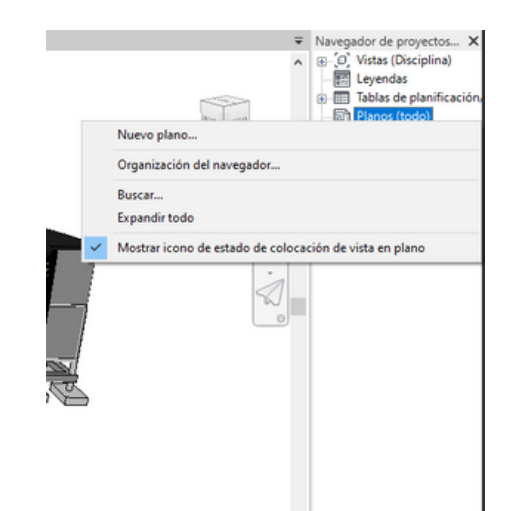 Navegador de proyectos... X
Vistas (Disciplina)
Leyendas
Tablas de planificación
Planos (todo)
Nuevo plano...
Organización del navegador...
Buscar...
Expandir todo
Mostrar icono de estado de colocación de vista en plano